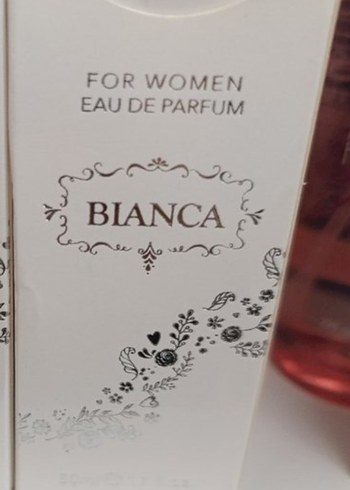 FOR WOMEN
EAU DE PARFUM
BIANCA